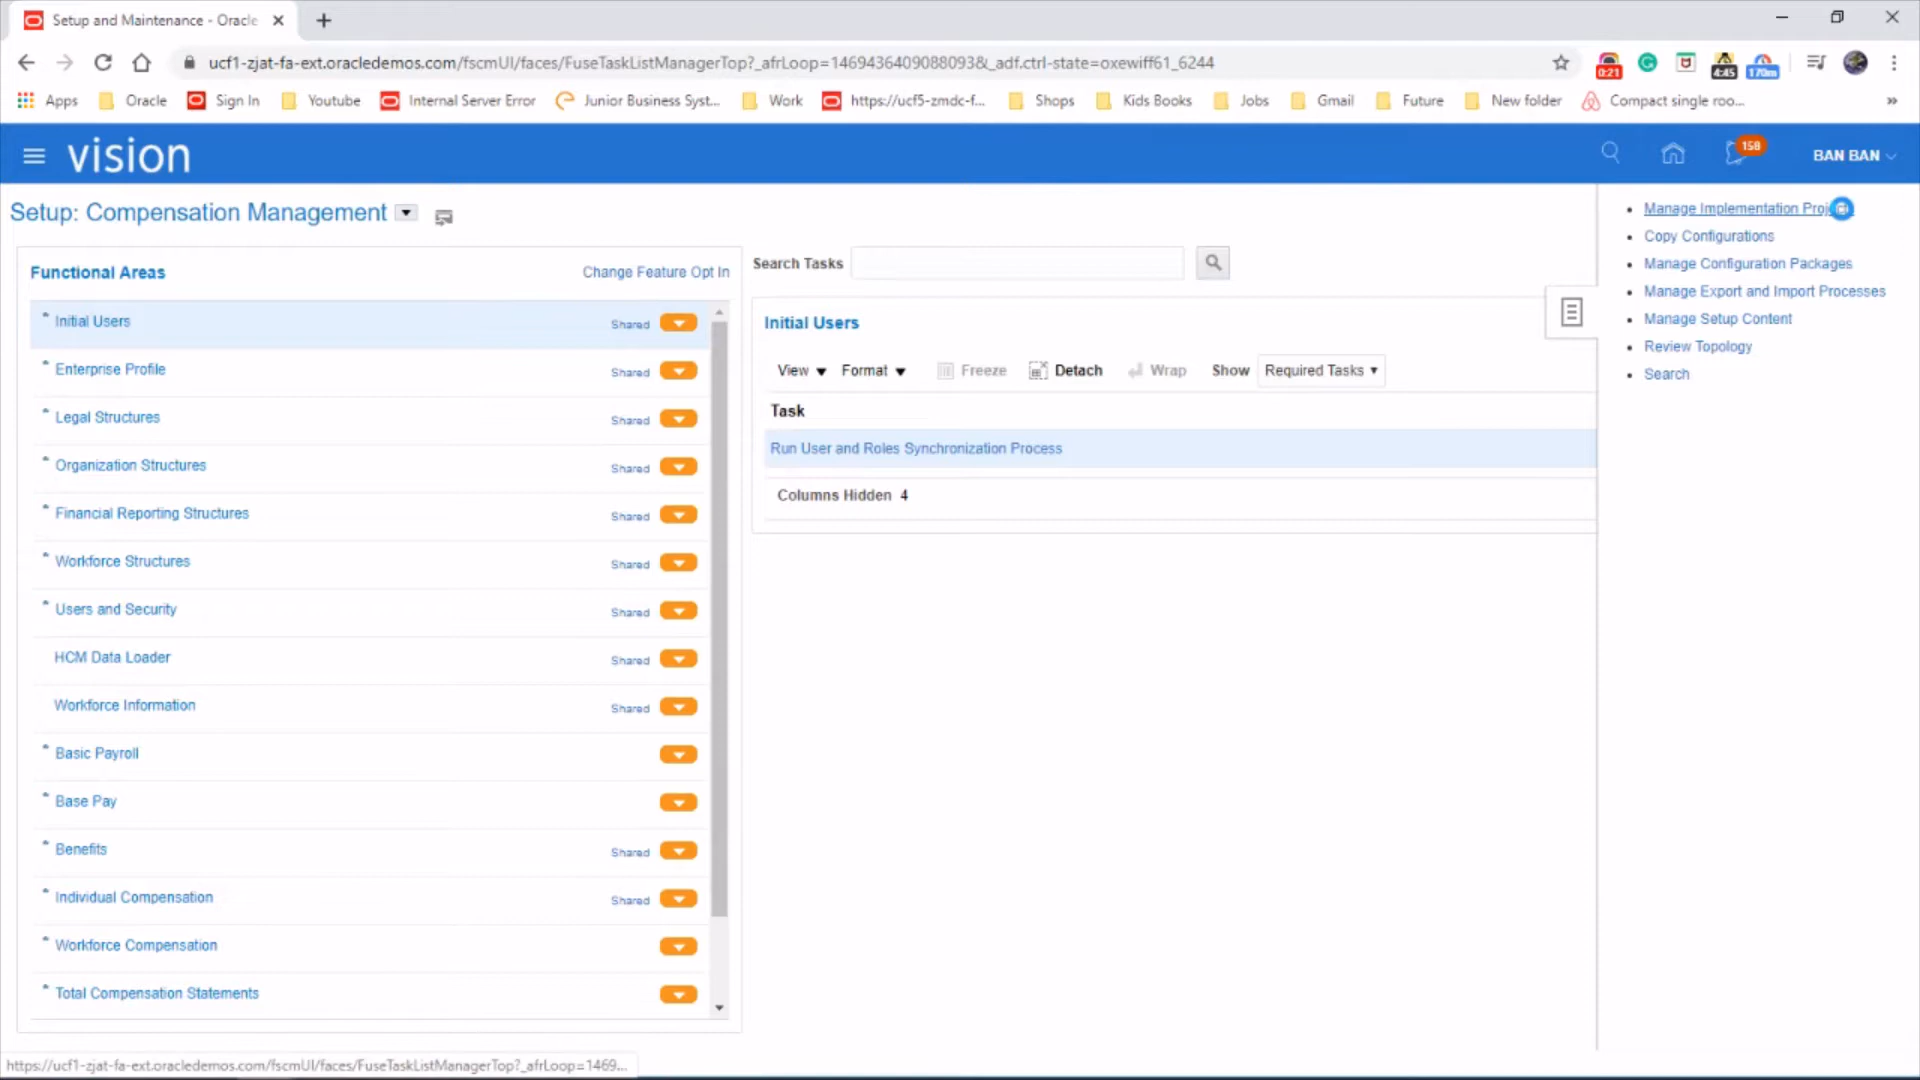 Setup and Maintenance - Oracle
ucf1-zjat-fa-ext.oracledemos.com/fscmUI/faces/FuseTaskListManagerTop?_afrLoop=14694364090880938&_adf.ctrl-state=oxewiff61_6244
0:21
4:45
170m
Apps
Oracle
Sign In
Youtube
Internal Server Error
Junior Business Syst...
Work
https://ucf5-zmdc-f...
Shops
Kids Books
Jobs
Gmail
Future
New folder
Compact single roo...
»
vision
158
BAN BAN
Setup: Compensation Management
Functional Areas
Change Feature Opt In
* Initial Users Shared
* Enterprise Profile Shared
* Legal Structures Shared
* Organization Structures Shared
* Financial Reporting Structures Shared
* Workforce Structures Shared
* Users and Security Shared
HCM Data Loader Shared
Workforce Information Shared
* Basic Payroll
* Base Pay
* Benefits Shared
* Individual Compensation Shared
* Workforce Compensation
* Total Compensation Statements
Search Tasks
Initial Users
View
Format
Freeze
Detach
Wrap
Show
Required Tasks
Task
Run User and Roles Synchronization Process
Columns Hidden 4
Manage Implementation Proj
Copy Configurations
Manage Configuration Packages
Manage Export and Import Processes
Manage Setup Content
Review Topology
Search
https://ucf1-zjat-fa-ext.oracledemos.com/fscmUI/faces/FuseTaskListManagerTop?_afrLoop=1469...